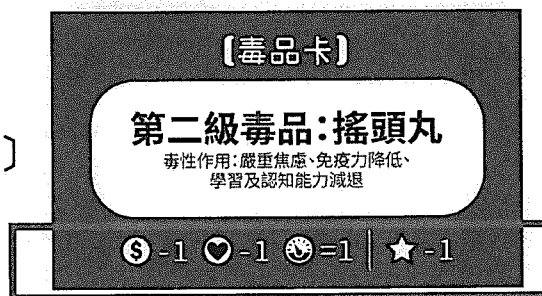 【毒品卡】
第二級毒品：搖頭丸
毒性作用：嚴重焦慮、免疫力降低、
學習及認知能力減退
$ -1 -1 =1 | ★ -1